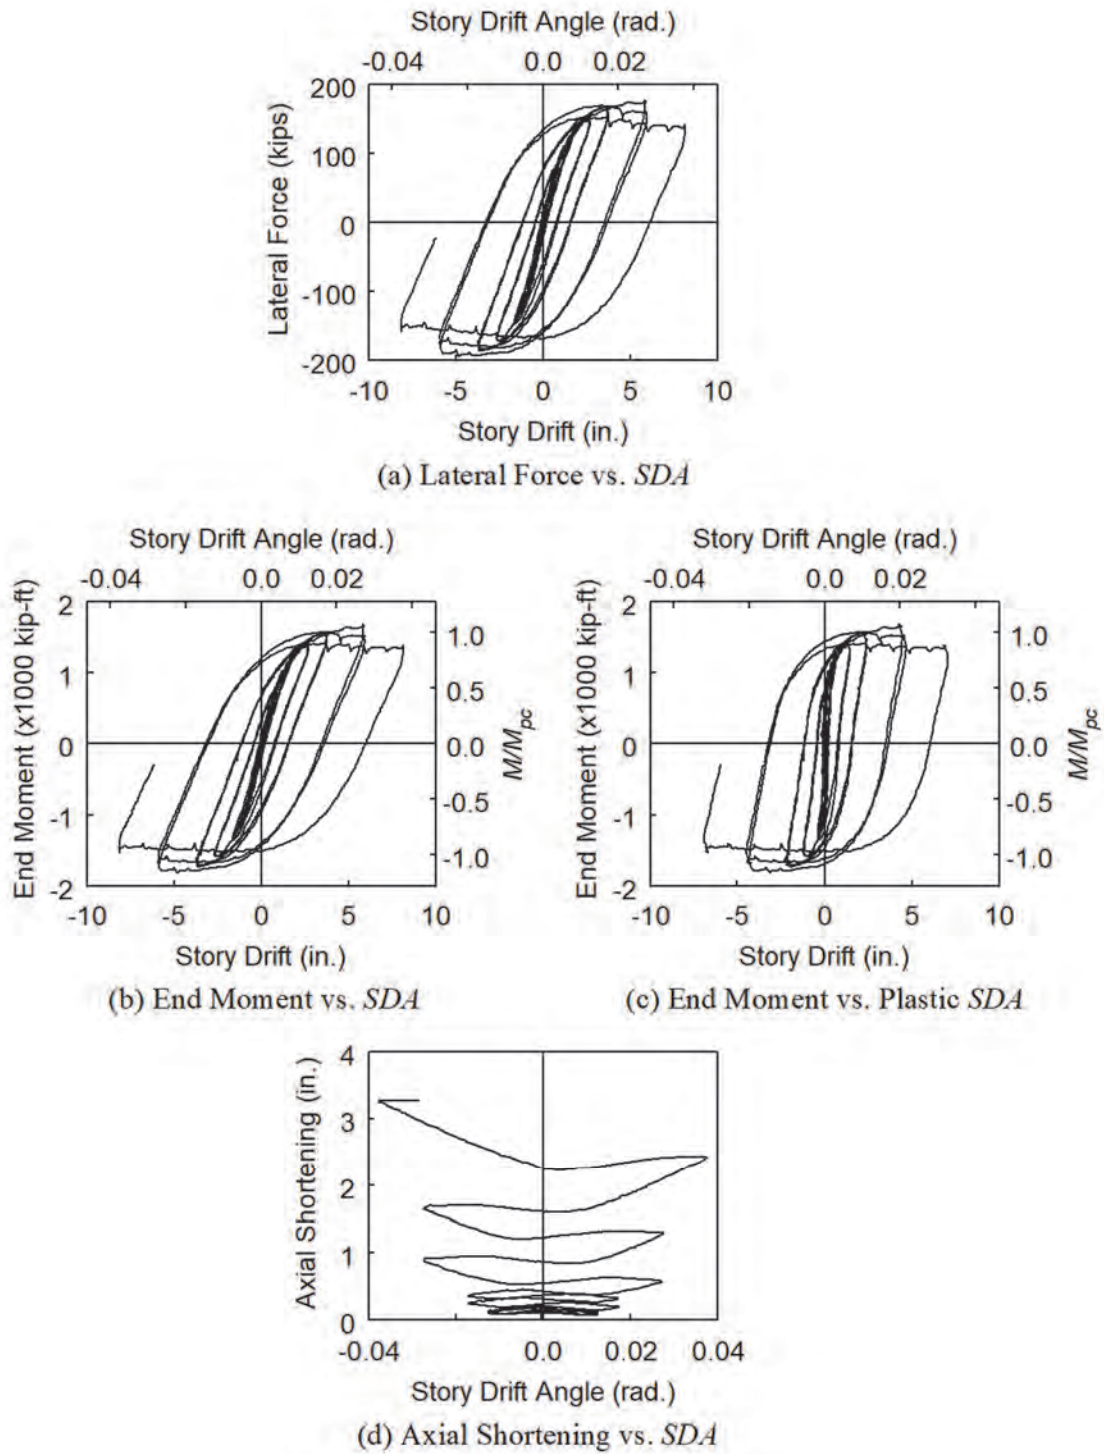 Story Drift Angle (rad.)
-0.04 0.0 0.02
Lateral Force (kips)
200
100
0
-100
-200
-10 -5 0 5 10
Story Drift (in.)
(a) Lateral Force vs. SDA
Story Drift Angle (rad.)
-0.04 0.0 0.02
End Moment (x1000 kip-ft)
2
1
0
-1
-2
1.0
0.5
0.0
-0.5
-1.0
M/Mpc
-10 -5 0 5 10
Story Drift (in.)
(b) End Moment vs. SDA
Story Drift Angle (rad.)
-0.04 0.0 0.02
End Moment (x1000 kip-ft)
2
1
0
-1
-2
1.0
0.5
0.0
-0.5
-1.0
M/Mpc
-10 -5 0 5 10
Story Drift (in.)
(c) End Moment vs. Plastic SDA
Axial Shortening (in.)
4
3
2
1
0
-0.04 0.0 0.02 0.04
Story Drift Angle (rad.)
(d) Axial Shortening vs. SDA